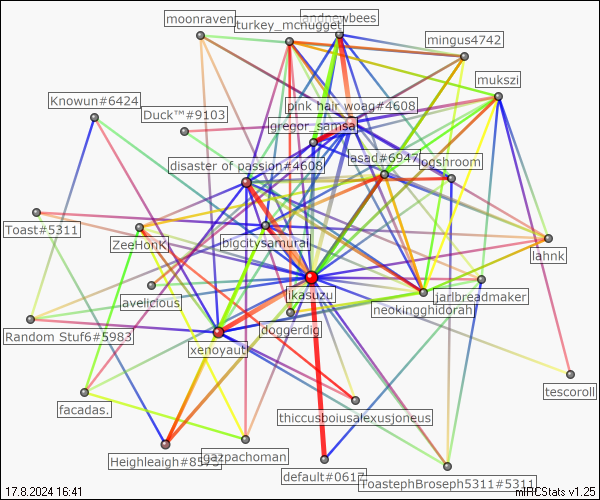 moonraven
andnewbees
turkey_mcnugget
mingus4742
mukszi
Knowun#6424
Duck™#9103
pink hair woag#4608
gregor_samsa
disaster of passion#4608
asad#6947
ogshroom
Toast#5311
ZeeHonK
bigcitysamurai
lahnk
avelicious
ikasuzu
jarlbreadmaker
neokingghidorah
doggerdig
Random Stuf6#5983
xenoyaut
tescoroll
facadas.
thiccusboiusalexusjoneus
gazpachoman
Heighleaigh#8573
default#0617
ToastephBroseph5311#5311
17.8.2024 16:41
mIRCStats v1.25